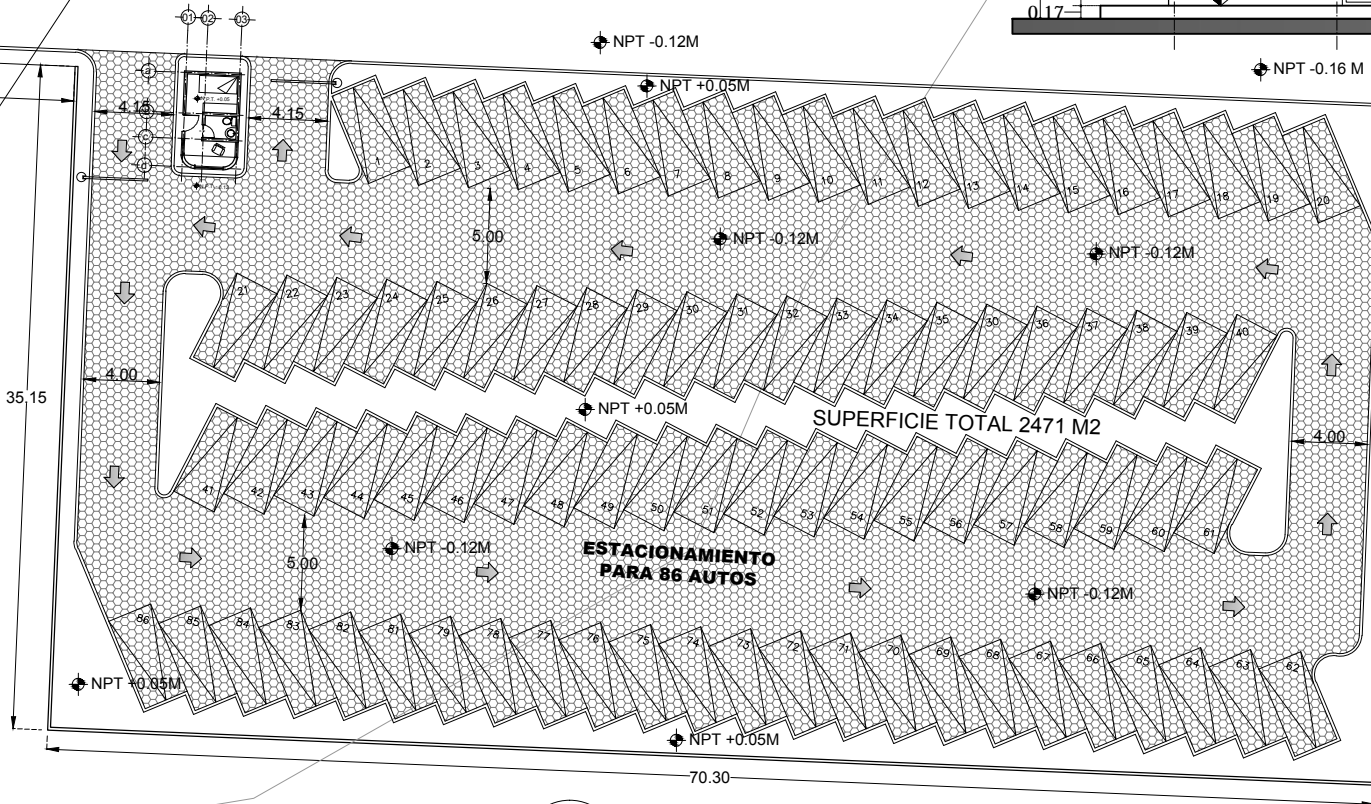 01 02 03
0.17
NPT -0.12M
NPT -0.16 M
NPT +0.05M
a
4.15
4.15
c
d
1 2 3 4 5 6 7 8 9 10 11 12 13 14 15 16 17 18 19 20
5.00
NPT -0.12M
NPT -0.12M
21 22 23 24 25 26 27 28 29 30 31 32 33 34 35 30 36 37 38 39 40
4.00
35.15
NPT +0.05M
SUPERFICIE TOTAL 2471 M2
4.00
41 42 43 44 45 46 47 48 49 50 51 52 53 54 55 56 57 58 59 60 61
5.00
NPT -0.12M
ESTACIONAMIENTO
PARA 86 AUTOS
NPT -0.12M
86 85 84 83 82 81 79 78 77 76 75 74 73 72 71 70 69 68 67 66 65 64 63 62
NPT +0.05M
NPT +0.05M
70.30